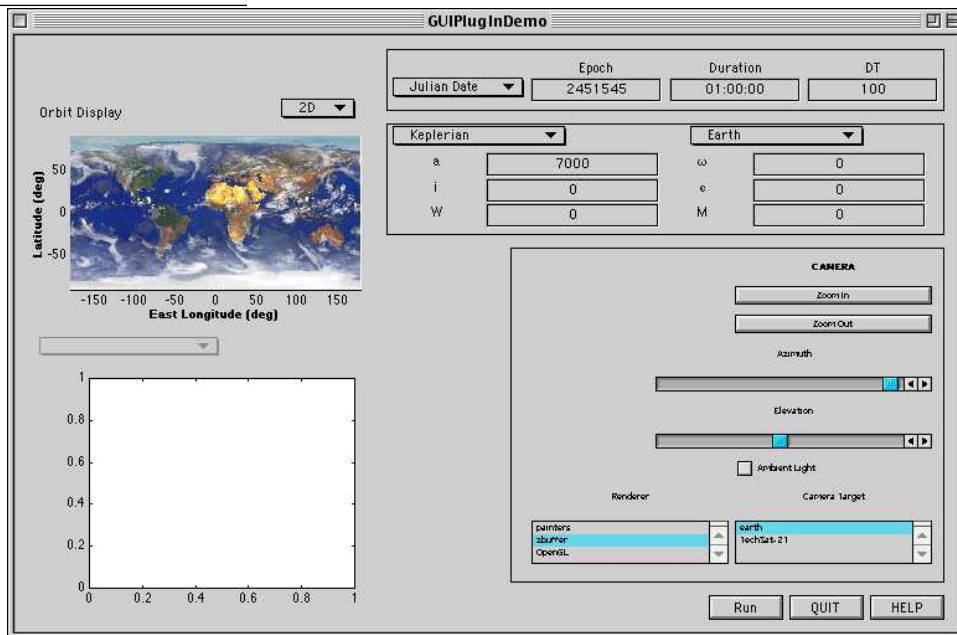 GUIPlugInDemo
Epoch Duration DT
Julian Date 2451545 01:00:00 100
Orbit Display 2D
Keplerian Earth
a 7000 ω 0
i 0 e 0
W 0 M 0
Latitude (deg)
50
0
-50
-150 -100 -50 0 50 100 150
East Longitude (deg)
CAMERA
Zoom In
Zoom Out
Azimuth
Elevation
Ambient Light
Renderer Camera Target
painters
zbuffer
OpenGL
earth
TechSat-21
1
0.8
0.6
0.4
0.2
0
0 0.2 0.4 0.6 0.8 1
Run QUIT HELP